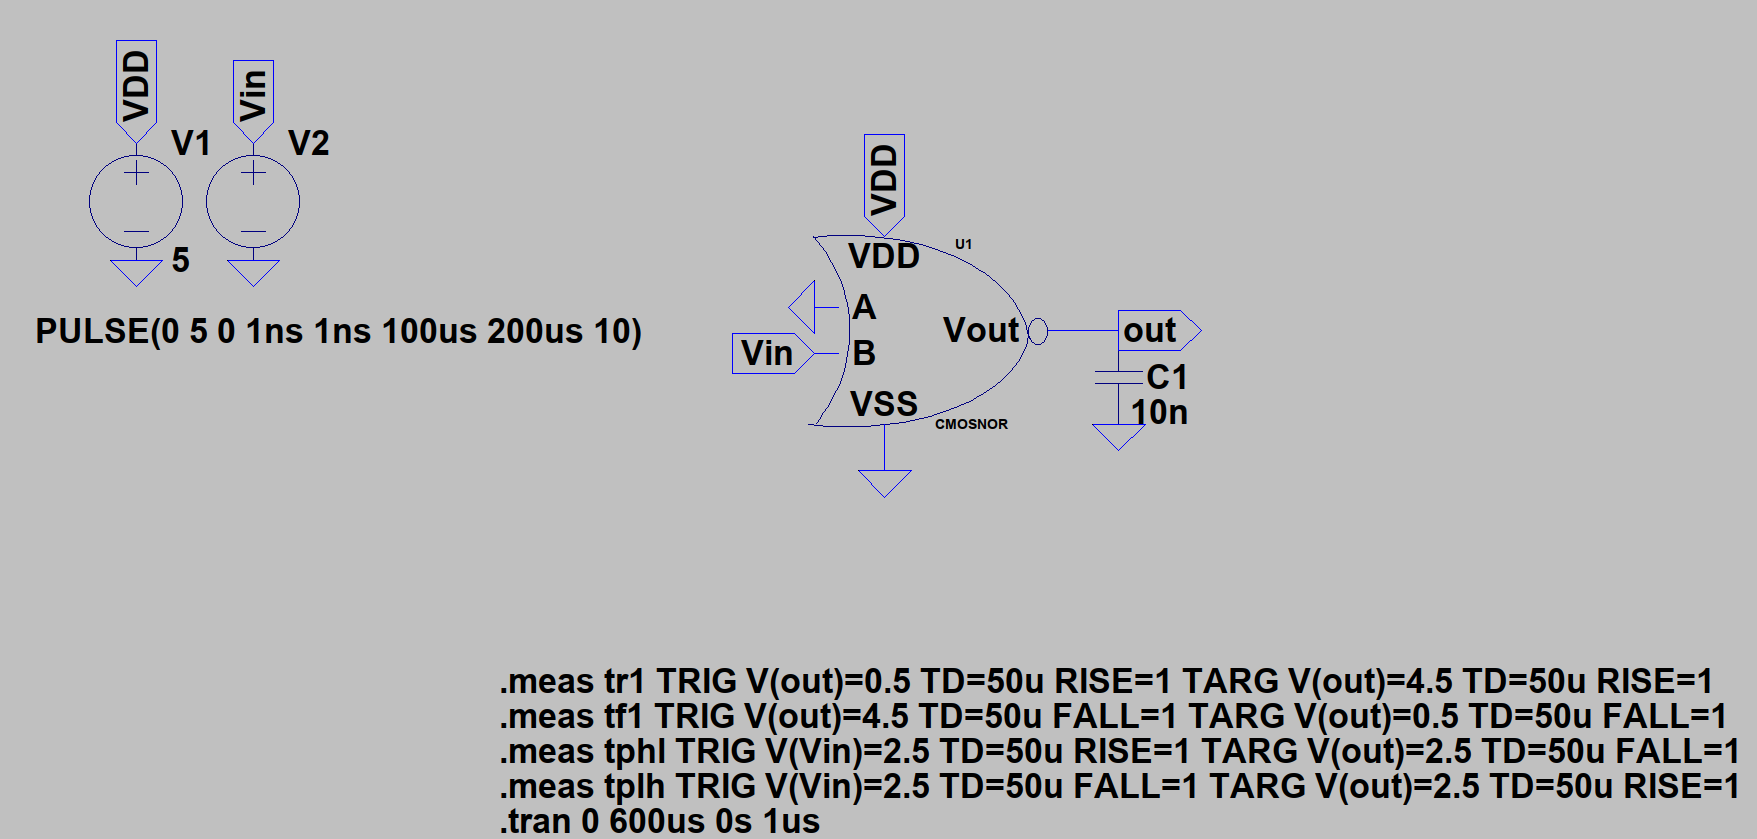 VDD
Vin
V1
V2
5
PULSE(0 5 0 1ns 1ns 100us 200us 10)
VDD
U1
VDD
A
Vin
B
Vout
out
C1
10n
VSS
CMOSNOR
.meas tr1 TRIG V(out)=0.5 TD=50u RISE=1 TARG V(out)=4.5 TD=50u RISE=1
.meas tf1 TRIG V(out)=4.5 TD=50u FALL=1 TARG V(out)=0.5 TD=50u FALL=1
.meas tphl TRIG V(Vin)=2.5 TD=50u RISE=1 TARG V(out)=2.5 TD=50u FALL=1
.meas tplh TRIG V(Vin)=2.5 TD=50u FALL=1 TARG V(out)=2.5 TD=50u RISE=1
.tran 0 600us 0s 1us